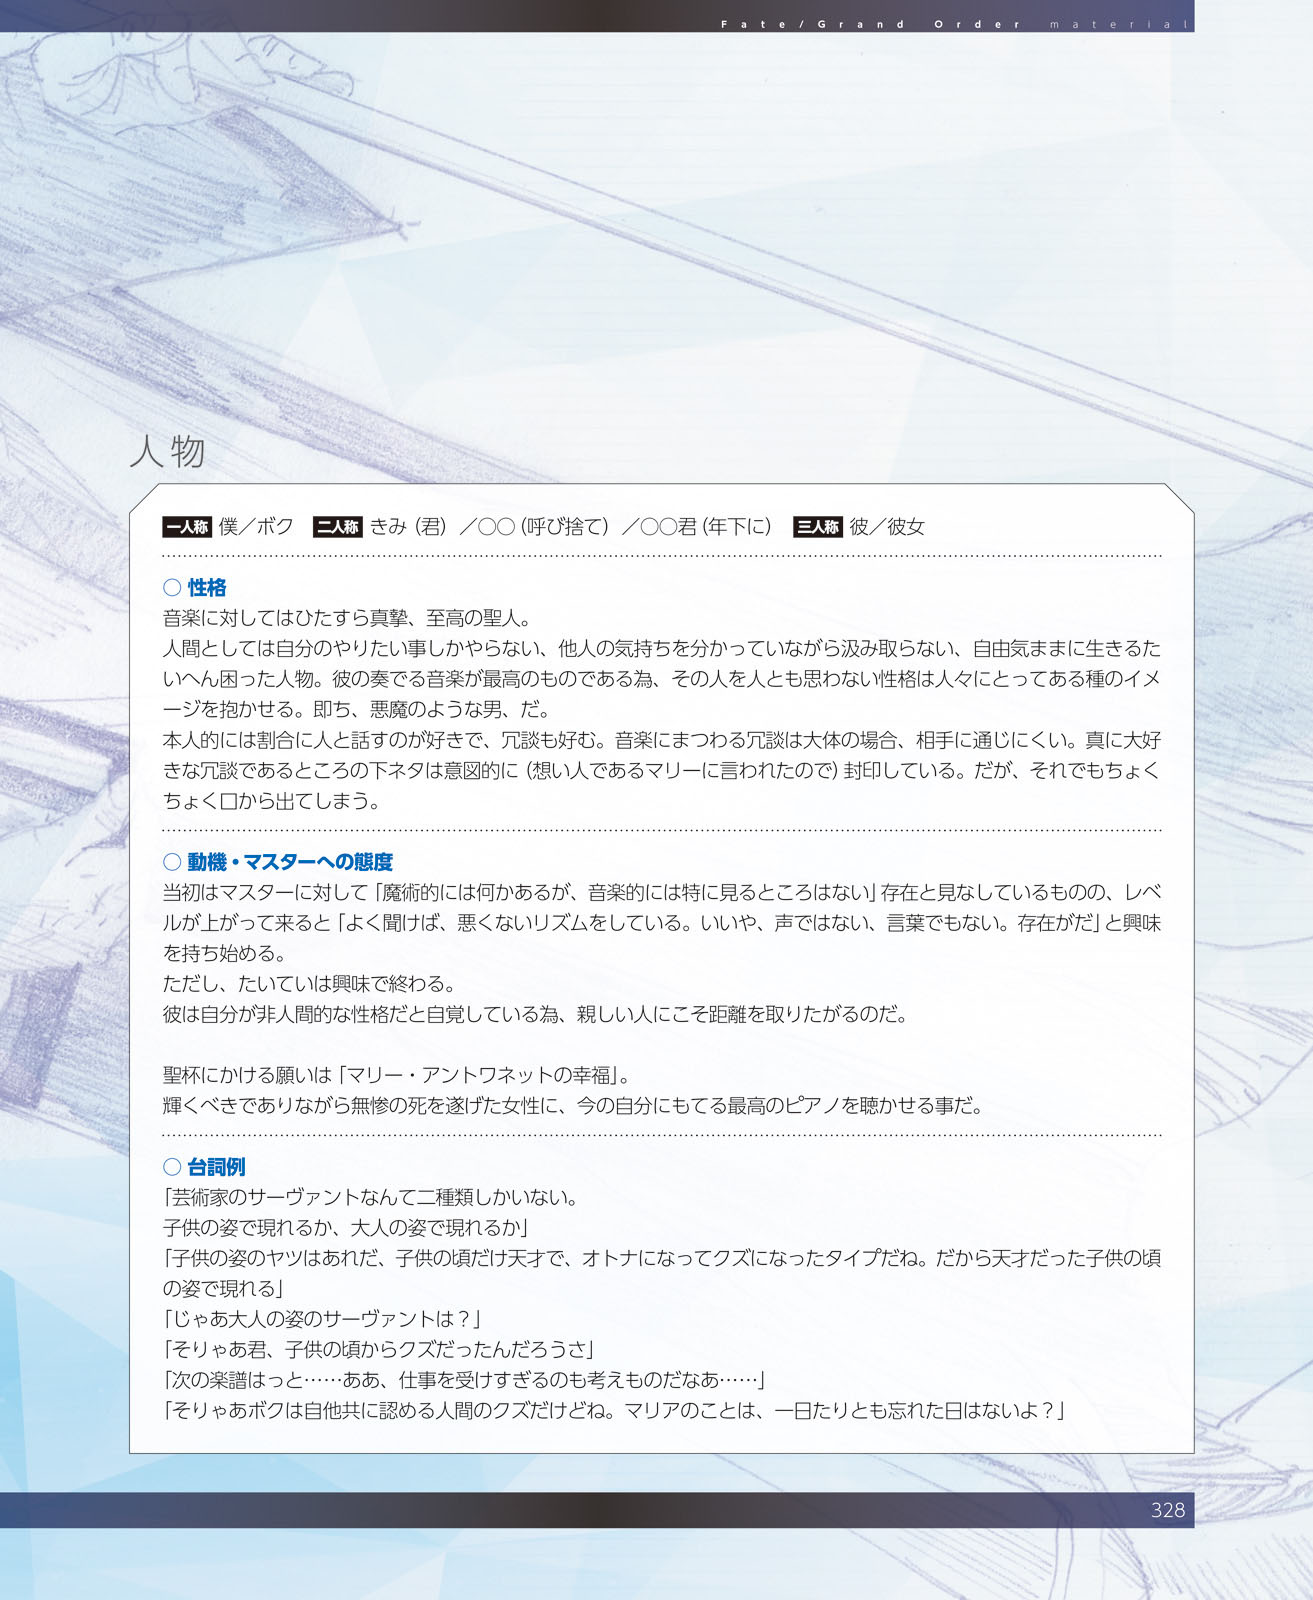 Fate/Grand Order material
人物
一人称 僕／ボク 二人称 きみ（君）／○○（呼び捨て）／○○君（年下に） 三人称 彼／彼女
○ 性格
音楽に対してはひたすら真摯、至高の聖人。
人間としては自分のやりたい事しかやらない、他人の気持ちを分かっていながら汲み取らない、自由気ままに生きるた
いへん困った人物。彼の奏でる音楽が最高のものである為、その人を人とも思わない性格は人々にとってある種のイメ
ージを抱かせる。即ち、悪魔のような男、だ。
本人的には割合に人と話すのが好きで、冗談も好む。音楽にまつわる冗談は大体の場合、相手に通じにくい。真に大好
きな冗談であるところの下ネタは意図的に（想い人であるマリーに言われたので）封印している。だが、それでもちょく
ちょく口から出てしまう。
○ 動機・マスターへの態度
当初はマスターに対して「魔術的には何かあるが、音楽的には特に見るところはない」存在と見なしているものの、レベ
ルが上がって来ると「よく聞けば、悪くないリズムをしている。いいや、声ではない、言葉でもない。存在がだ」と興味
を持ち始める。
ただし、たいていは興味で終わる。
彼は自分が非人間的な性格だと自覚している為、親しい人にこそ距離を取りたがるのだ。
聖杯にかける願いは「マリー・アントワネットの幸福」。
輝くべきでありながら無惨の死を遂げた女性に、今の自分にもてる最高のピアノを聴かせる事だ。
○ 台詞例
「芸術家のサーヴァントなんて二種類しかいない。
子供の姿で現れるか、大人の姿で現れるか」
「子供の姿のヤツはあれだ、子供の頃だけ天才で、オトナになってクズになったタイプだね。だから天才だった子供の頃
の姿で現れる」
「じゃあ大人の姿のサーヴァントは？」
「そりゃあ君、子供の頃からクズだったんだろうさ」
「次の楽譜はっと……ああ、仕事を受けすぎるのも考えものだなあ……」
「そりゃあボクは自他共に認める人間のクズだけどね。マリアのことは、一日たりとも忘れた日はないよ？」
328